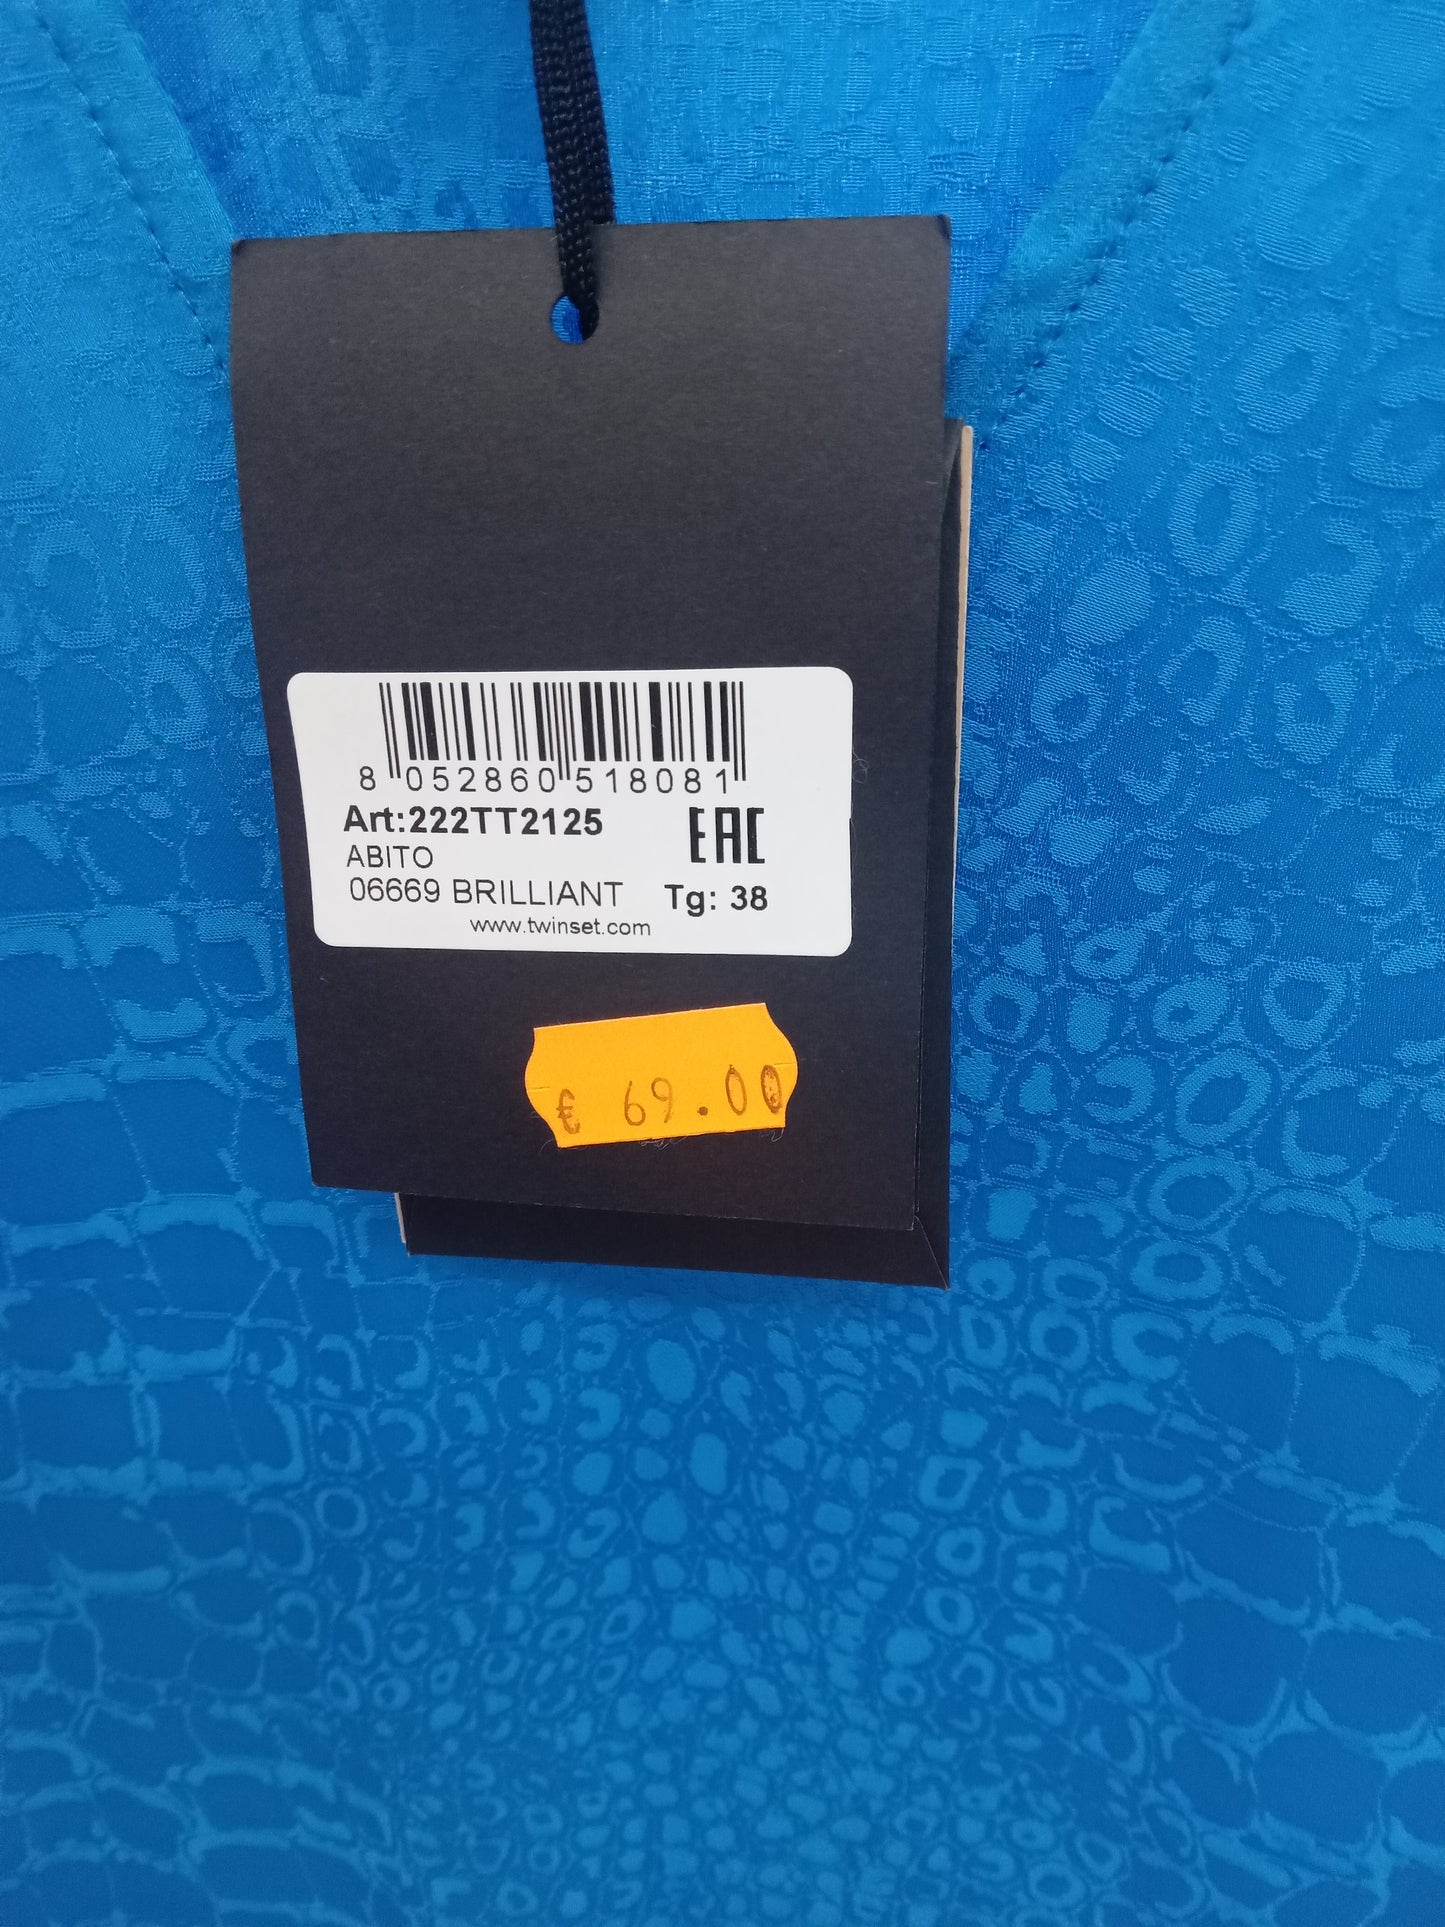 8 052860 518081
Art:222TT2125
EAC
ABITO
06669 BRILLIANT Tg: 38
www.twinset.com
€ 69.00